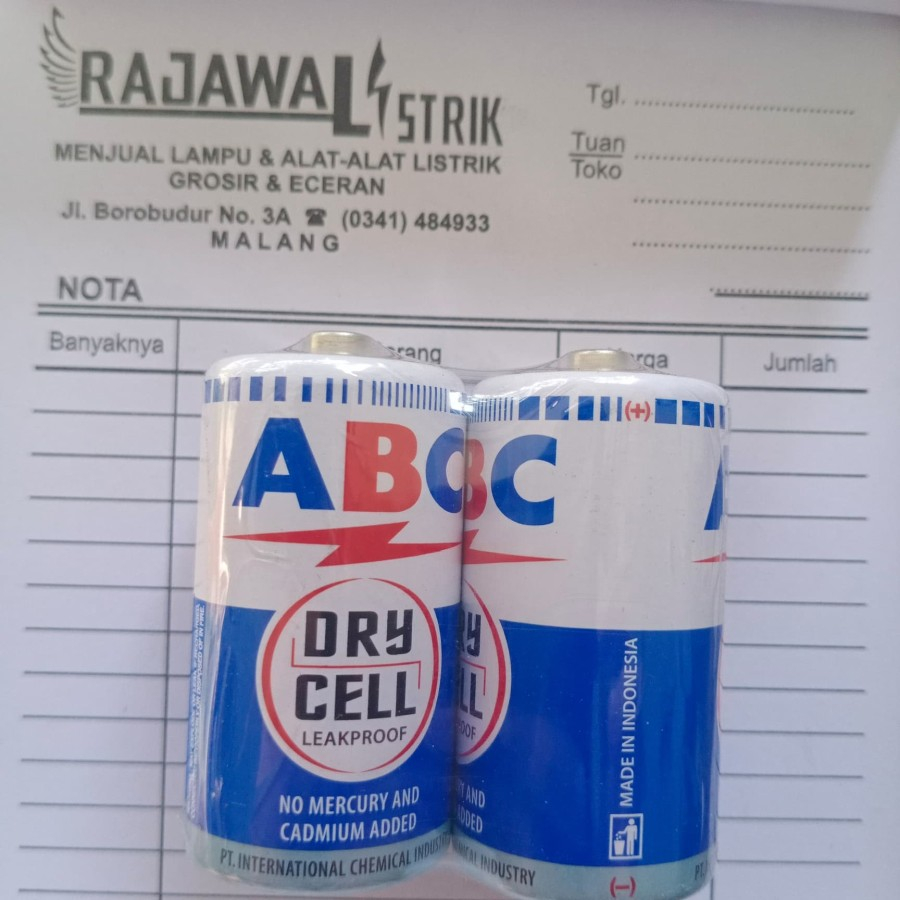 RAJAWALISTRIK
MENJUAL LAMPU & ALAT-ALAT LISTRIK
GROSIR & ECERAN
Jl. Borobudur No. 3A ☎ (0341) 484933
MALANG
Tgl. ........................
Tuan
Toko
NOTA
Banyaknya
Jumlah
ABC
DRY
CELL
LEAKPROOF
NO MERCURY AND
CADMIUM ADDED
PT. INTERNATIONAL CHEMICAL INDUSTRY
BC
(+)
MADE IN INDONESIA
(-)
INDUSTRY